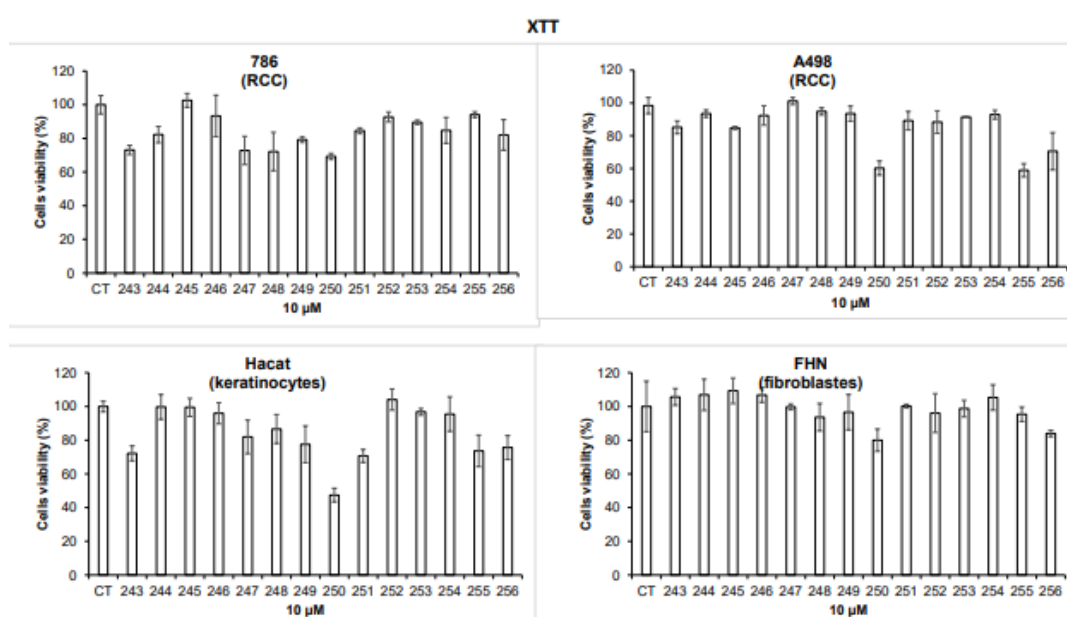 XTT
786
(RCC)
Cells viability (%)
120
100
80
60
40
20
0
CT 243 244 245 246 247 248 249 250 251 252 253 254 255 256
10 µM
A498
(RCC)
Cells viability (%)
120
100
80
60
40
20
0
CT 243 244 245 246 247 248 249 250 251 252 253 254 255 256
10 µM
Hacat
(keratinocytes)
Cells viability (%)
120
100
80
60
40
20
0
CT 243 244 245 246 247 248 249 250 251 252 253 254 255 256
10 µM
FHN
(fibroblastes)
Cells viability (%)
120
100
80
60
40
20
0
CT 243 244 245 246 247 248 249 250 251 252 253 254 255 256
10 µM